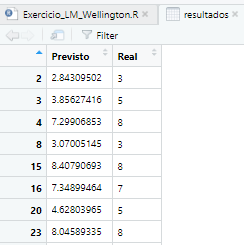 Exercicio_LM_Wellington.R resultados
Filter
Previsto Real
2 2.84309502 3
3 3.85627416 5
4 7.29906853 8
8 3.07005145 3
15 8.40790693 8
16 7.34899464 7
20 4.62803965 5
23 8.04589335 8